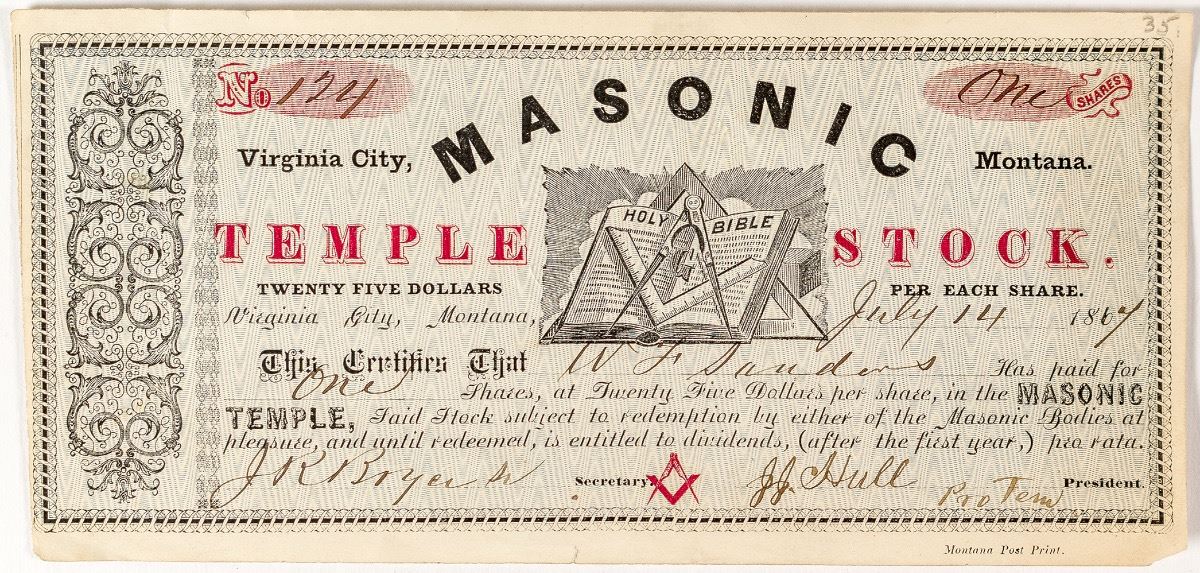 35
No 124
One SHARES
MASONIC
Virginia City,
Montana.
HOLY BIBLE
G
TEMPLE STOCK.
TWENTY FIVE DOLLARS
PER EACH SHARE.
Virginia City, Montana, July 14 1867
This Certifies That W F Sanders Has paid for
One Shares, at Twenty Five Dollars per share, in the MASONIC
TEMPLE, Said Stock subject to redemption by either of the Masonic Bodies at
pleasure, and until redeemed, is entitled to dividends, (after the first year,) pro rata.
J R Boyce Secretary. J.J. Hull Pro Tem President.
Montana Post Print.